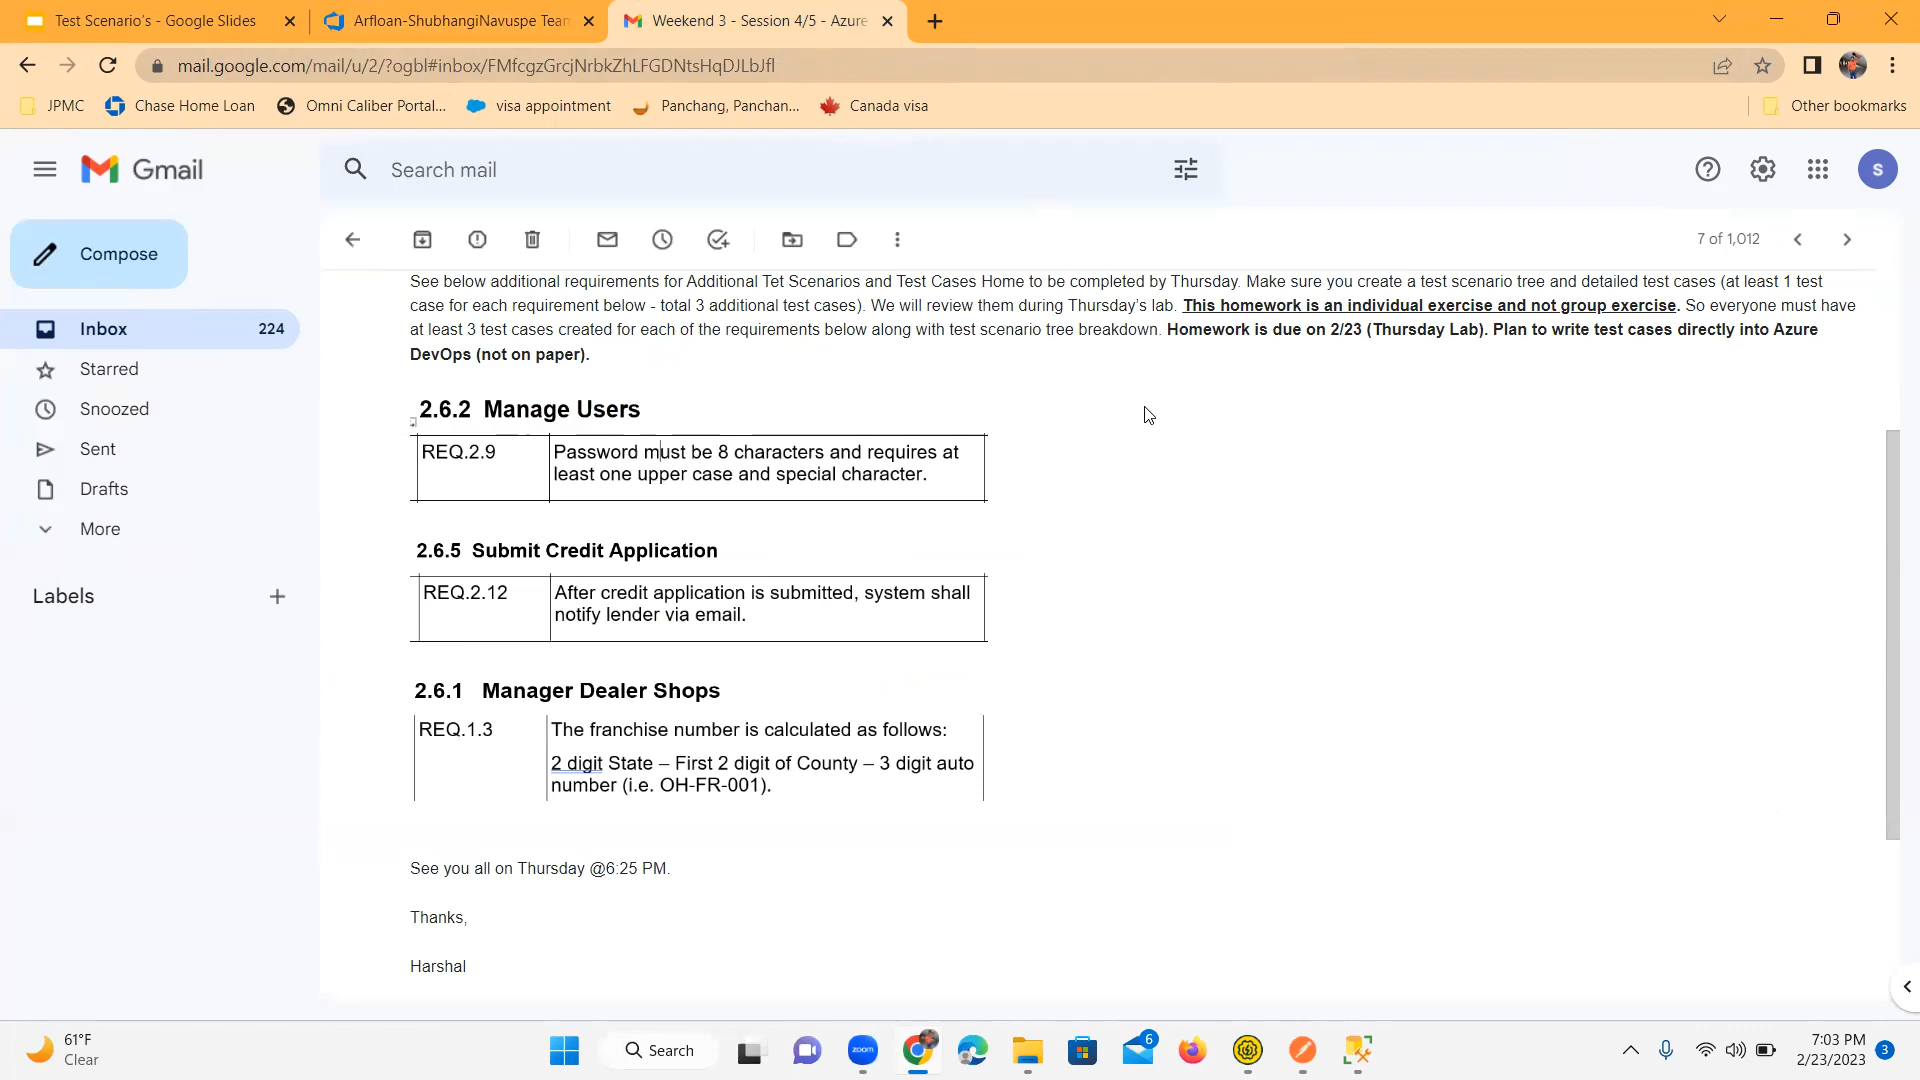 Test Scenario's - Google Slides
Arfloan-ShubhangiNavuspe Team
Weekend 3 - Session 4/5 - Azure
mail.google.com/mail/u/2/?ogbl#inbox/FMfcgzGrcjNrbkZhLFGDNtsHqDJLbJfl
JPMC
Chase Home Loan
Omni Caliber Portal...
visa appointment
Panchang, Panchan...
Canada visa
Other bookmarks
Gmail
Search mail
S
Compose
7 of 1,012
Inbox 224
Starred
Snoozed
Sent
Drafts
More
Labels
See below additional requirements for Additional Tet Scenarios and Test Cases Home to be completed by Thursday. Make sure you create a test scenario tree and detailed test cases (at least 1 test
case for each requirement below - total 3 additional test cases). We will review them during Thursday's lab. This homework is an individual exercise and not group exercise. So everyone must have
at least 3 test cases created for each of the requirements below along with test scenario tree breakdown. Homework is due on 2/23 (Thursday Lab). Plan to write test cases directly into Azure
DevOps (not on paper).
2.6.2 Manage Users
REQ.2.9 Password must be 8 characters and requires at
least one upper case and special character.
2.6.5 Submit Credit Application
REQ.2.12 After credit application is submitted, system shall
notify lender via email.
2.6.1 Manager Dealer Shops
REQ.1.3 The franchise number is calculated as follows:
2 digit State – First 2 digit of County – 3 digit auto
number (i.e. OH-FR-001).
See you all on Thursday @6:25 PM.
Thanks,
Harshal
61°F
Clear
Search
zoom
6
7:03 PM
2/23/2023
3